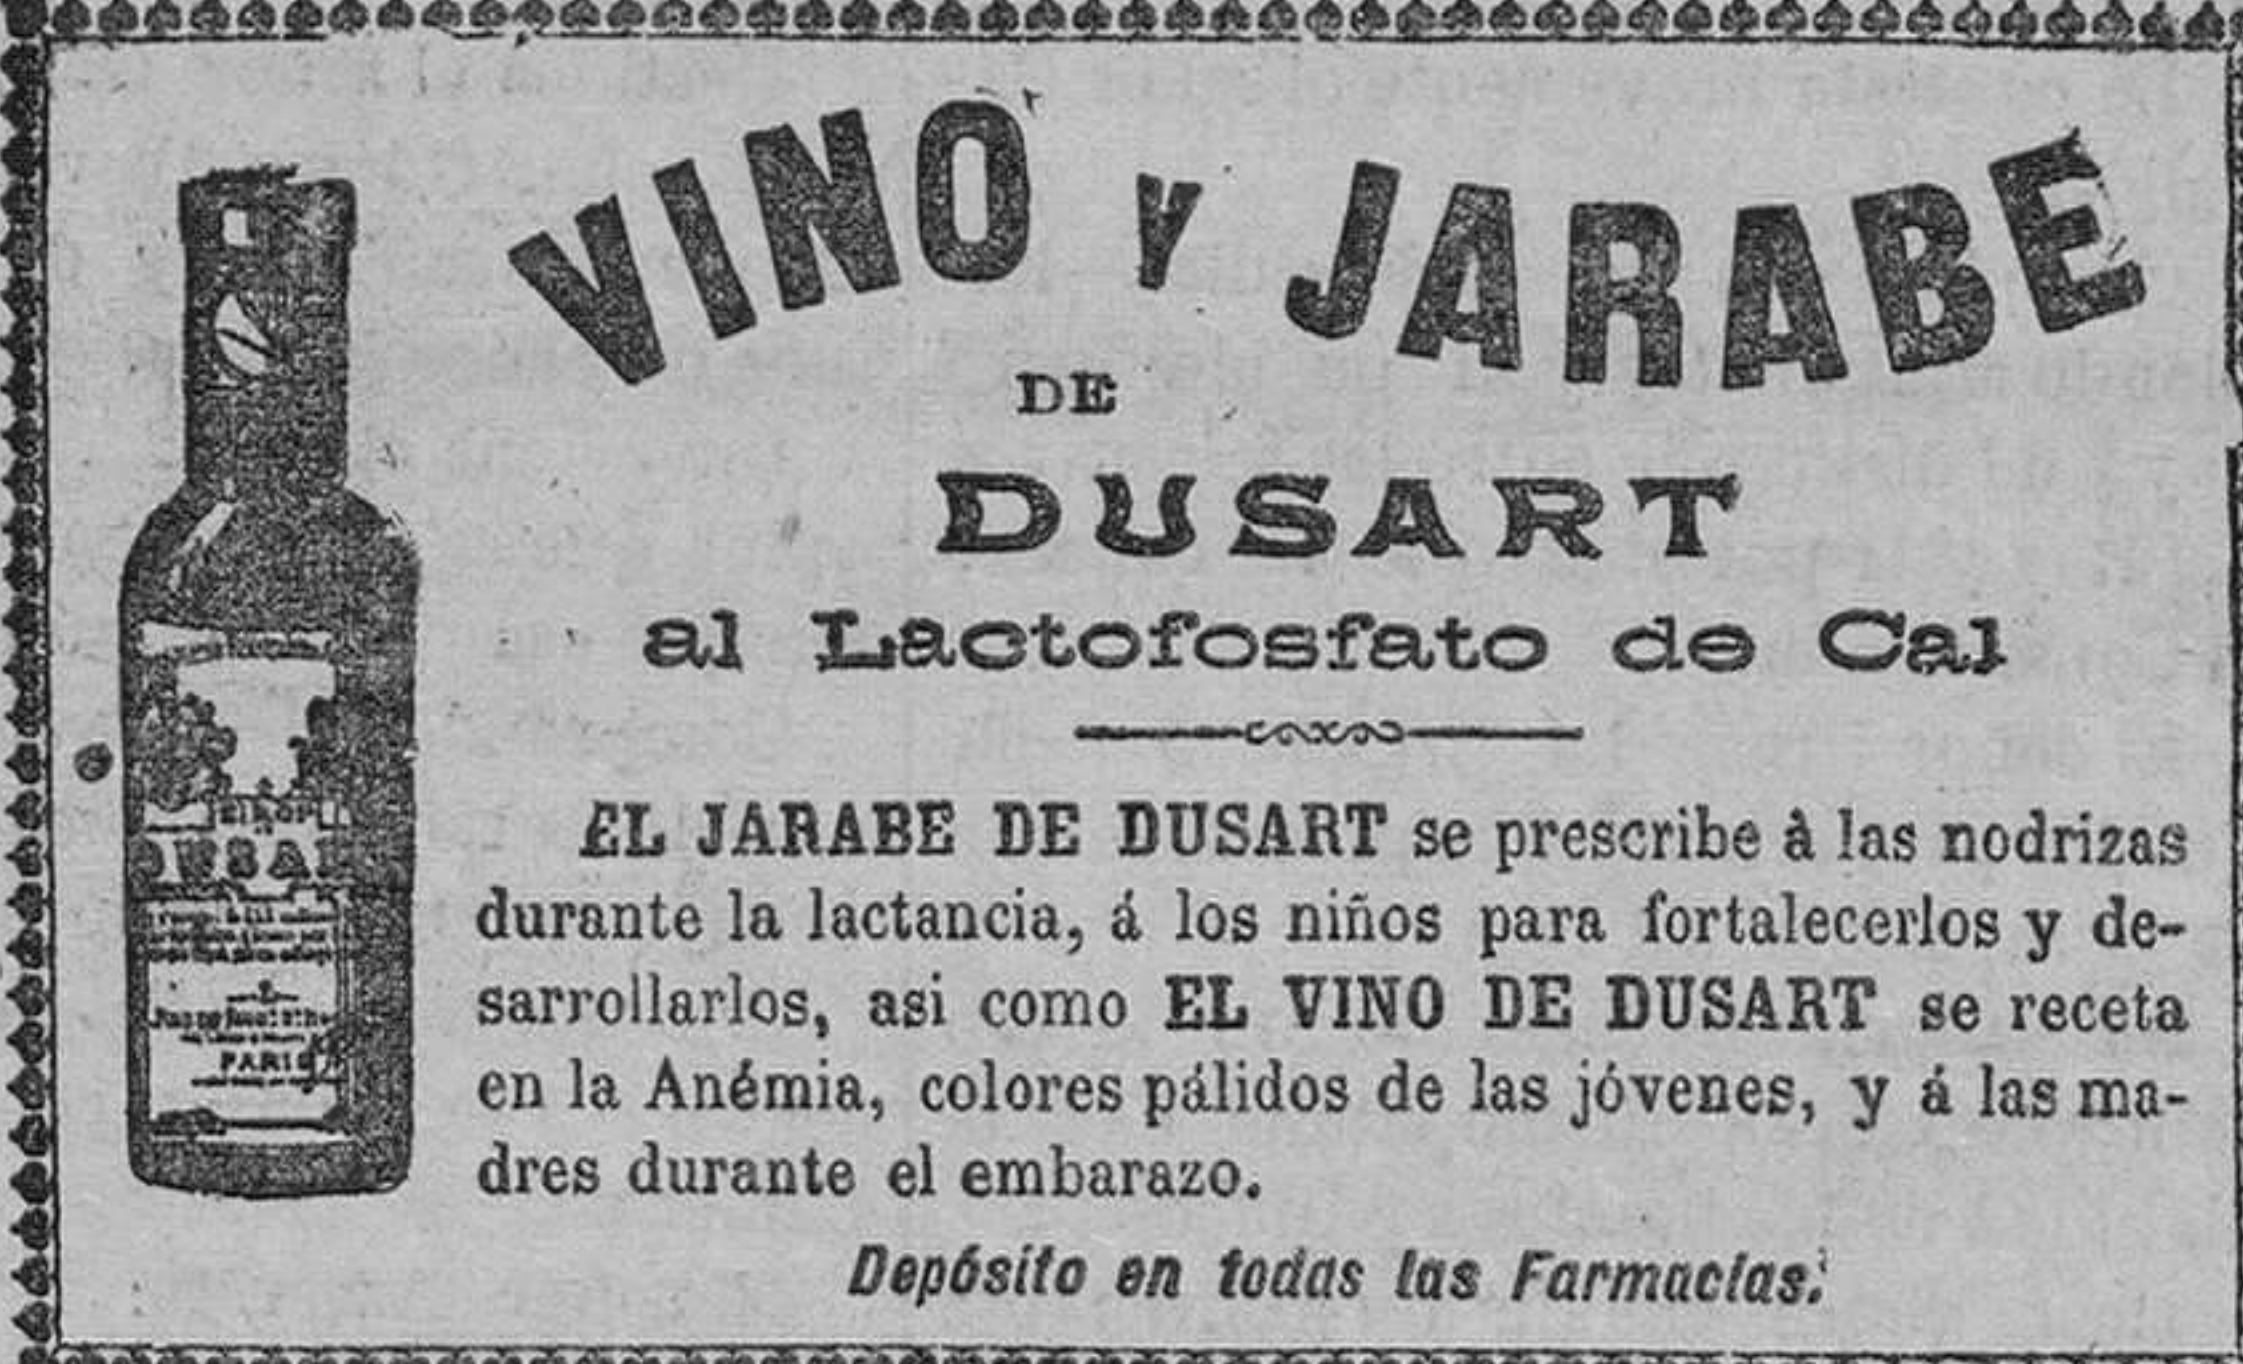 VINO Y JARABE
DE
DUSART
al Lactofosfato de Cal
EL JARABE DE DUSART se prescribe à las nodrizas
durante la lactancia, á los niños para fortalecerlos y de-
sarrollarlos, asi como EL VINO DE DUSART se receta
en la Anémia, colores pálidos de las jóvenes, y á las ma-
dres durante el embarazo.
Depósito en todas las Farmacias.
SIROP
DUSART
PARIS